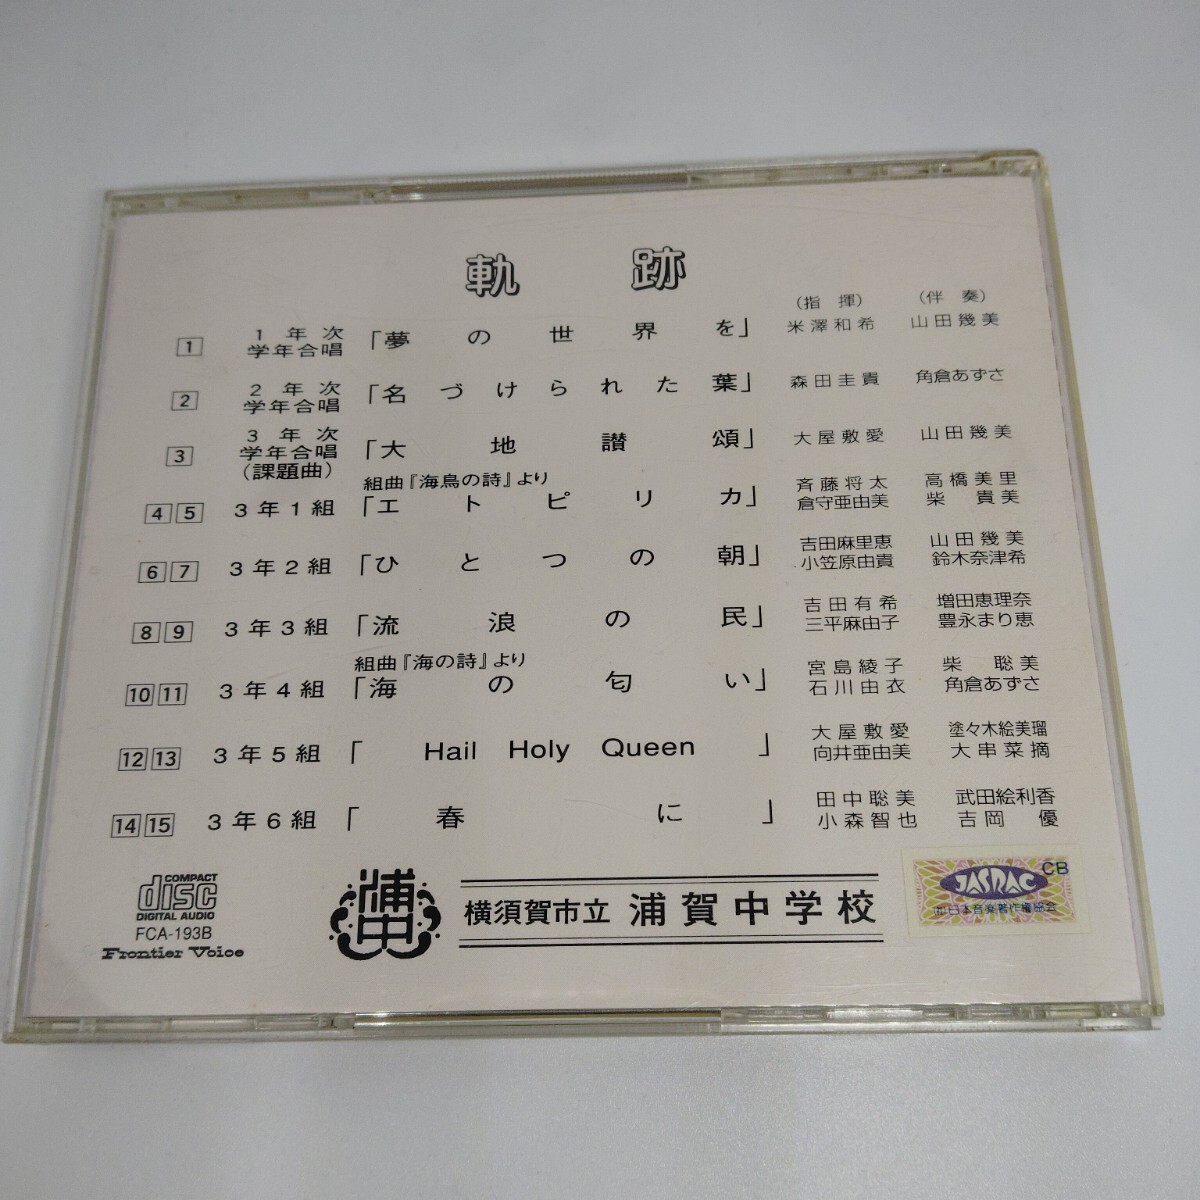 軌跡
（指揮）　（伴奏）
1　1年次学年合唱「夢の世界を」　米澤和希　山田幾美
2　2年次学年合唱「名づけられた葉」　森田圭貴　角倉あずさ
3　3年次学年合唱（課題曲）「大地讃頌」　大屋敷愛　山田幾美
組曲『海鳥の詩』より
4 5　3年1組「エトピリカ」　斉藤将太　高橋美里
倉守亜由美　柴貴美
6 7　3年2組「ひとつの朝」　吉田麻里恵　山田幾美
小笠原由貴　鈴木奈津希
8 9　3年3組「流浪の民」　吉田有希　増田恵理奈
三平麻由子　豊永まり恵
組曲『海の詩』より
10 11　3年4組「海の匂い」　宮島綾子　柴聡美
石川由衣　角倉あずさ
12 13　3年5組「Hail Holy Queen」　大屋敷愛　塗々木絵美瑠
向井亜由美　大串菜摘
14 15　3年6組「春に」　田中聡美　武田絵利香
小森智也　吉岡優
COMPACT
disc
DIGITAL AUDIO
FCA-193B
Frontier Voice
浦中
横須賀市立 浦賀中学校
JASRAC
CB
㈳日本音楽著作権協会